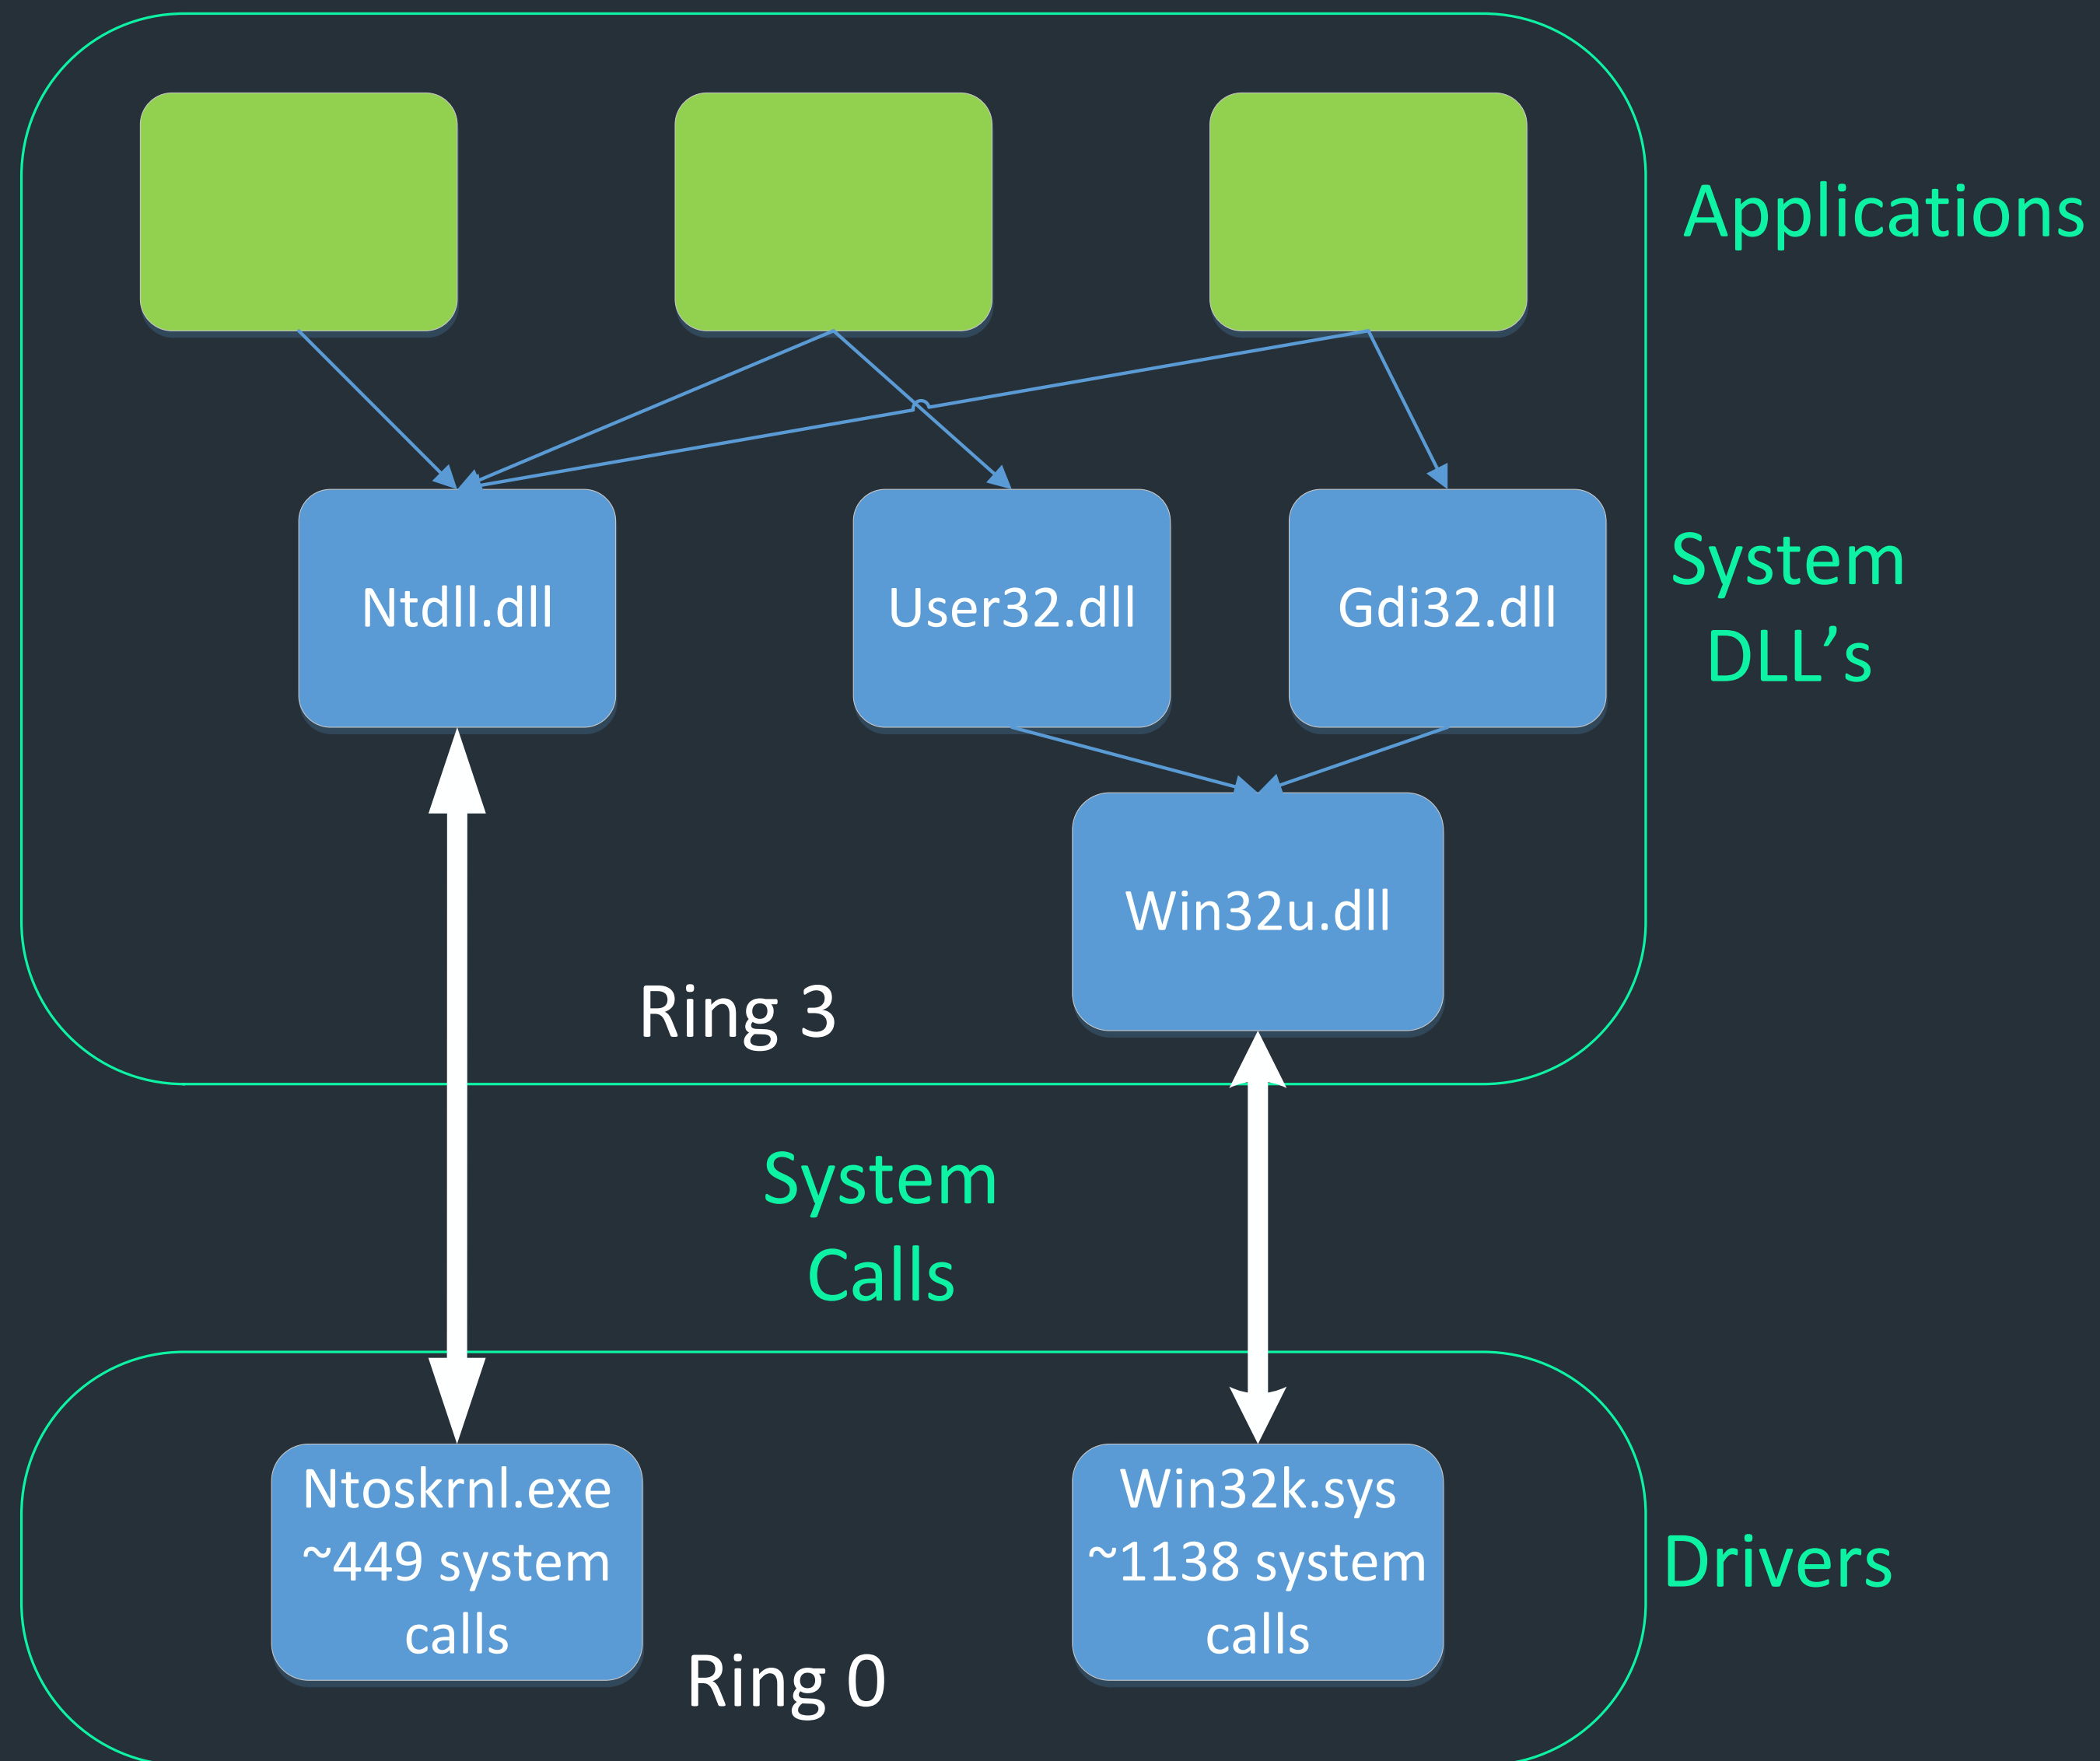 Applications
Ntdll.dll
User32.dll
Gdi32.dll
System
DLL’s
Win32u.dll
Ring 3
System
Calls
Ntosknrl.exe
~449 system
calls
Win32k.sys
~1138 system
calls
Drivers
Ring 0